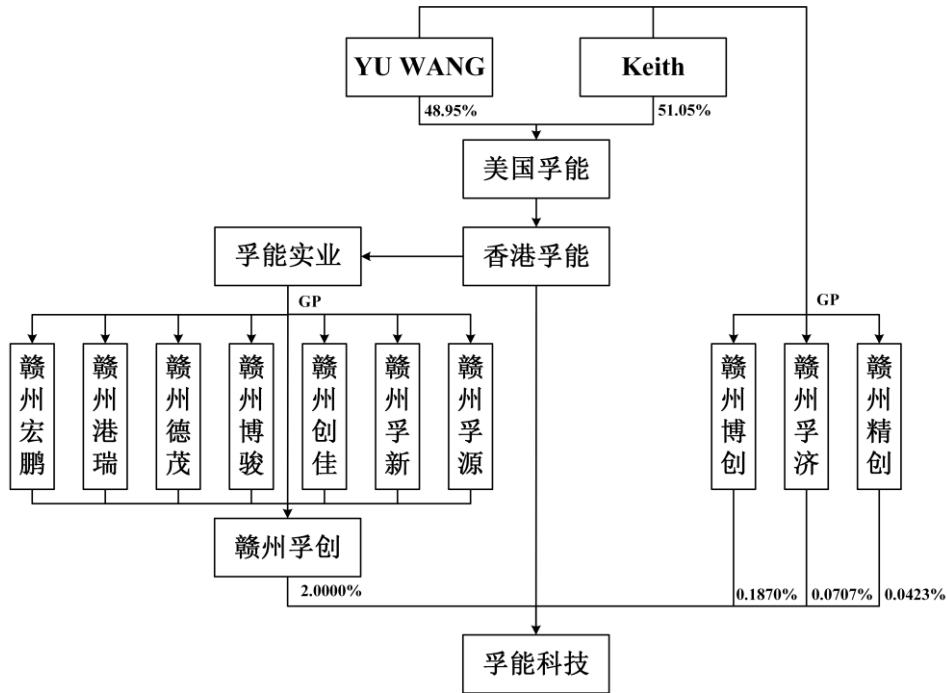 YU WANG
Keith
48.95%
51.05%
美国孚能
孚能实业
香港孚能
GP
GP
赣州宏鹏
赣州港瑞
赣州德茂
赣州博骏
赣州创佳
赣州孚新
赣州孚源
赣州博创
赣州孚济
赣州精创
赣州孚创
2.0000%
0.1870%
0.0707%
0.0423%
孚能科技